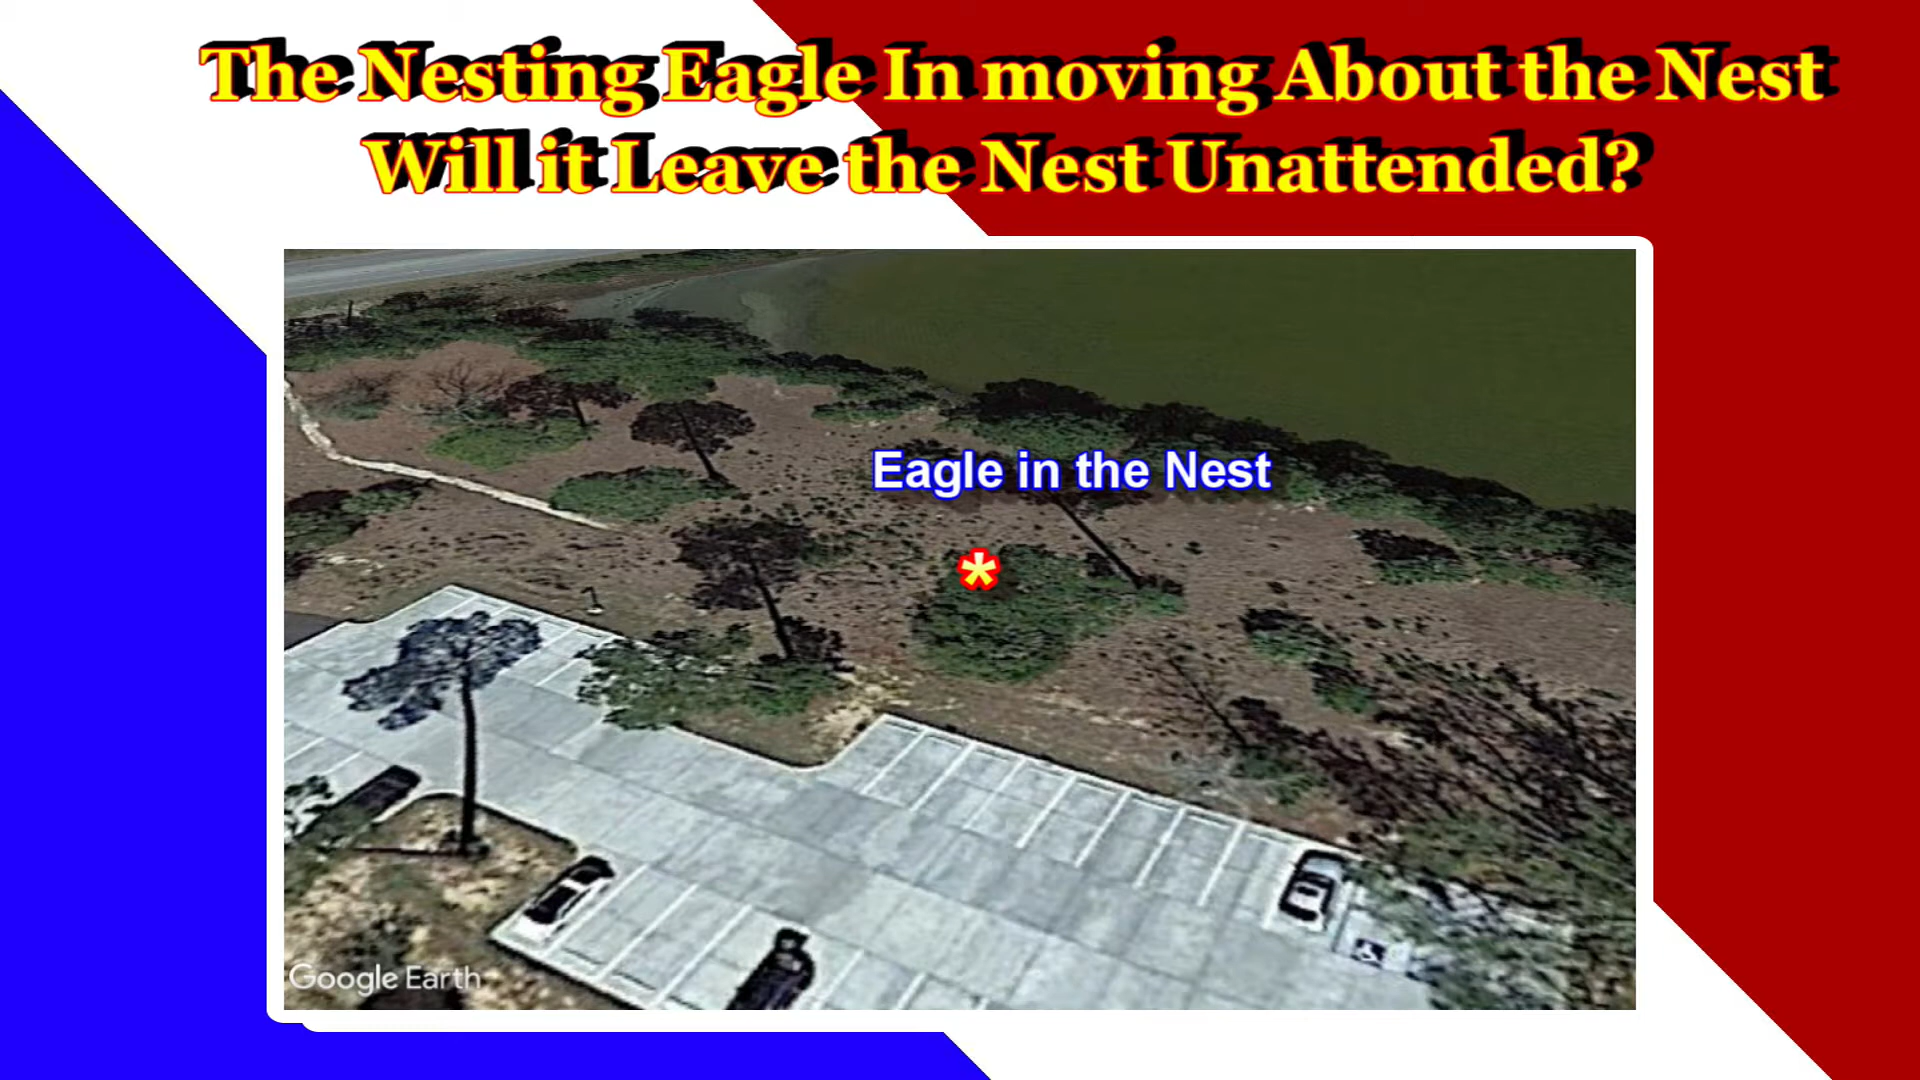 The Nesting Eagle In moving About the Nest
Will it Leave the Nest Unattended?
Eagle in the Nest
*
Google Earth